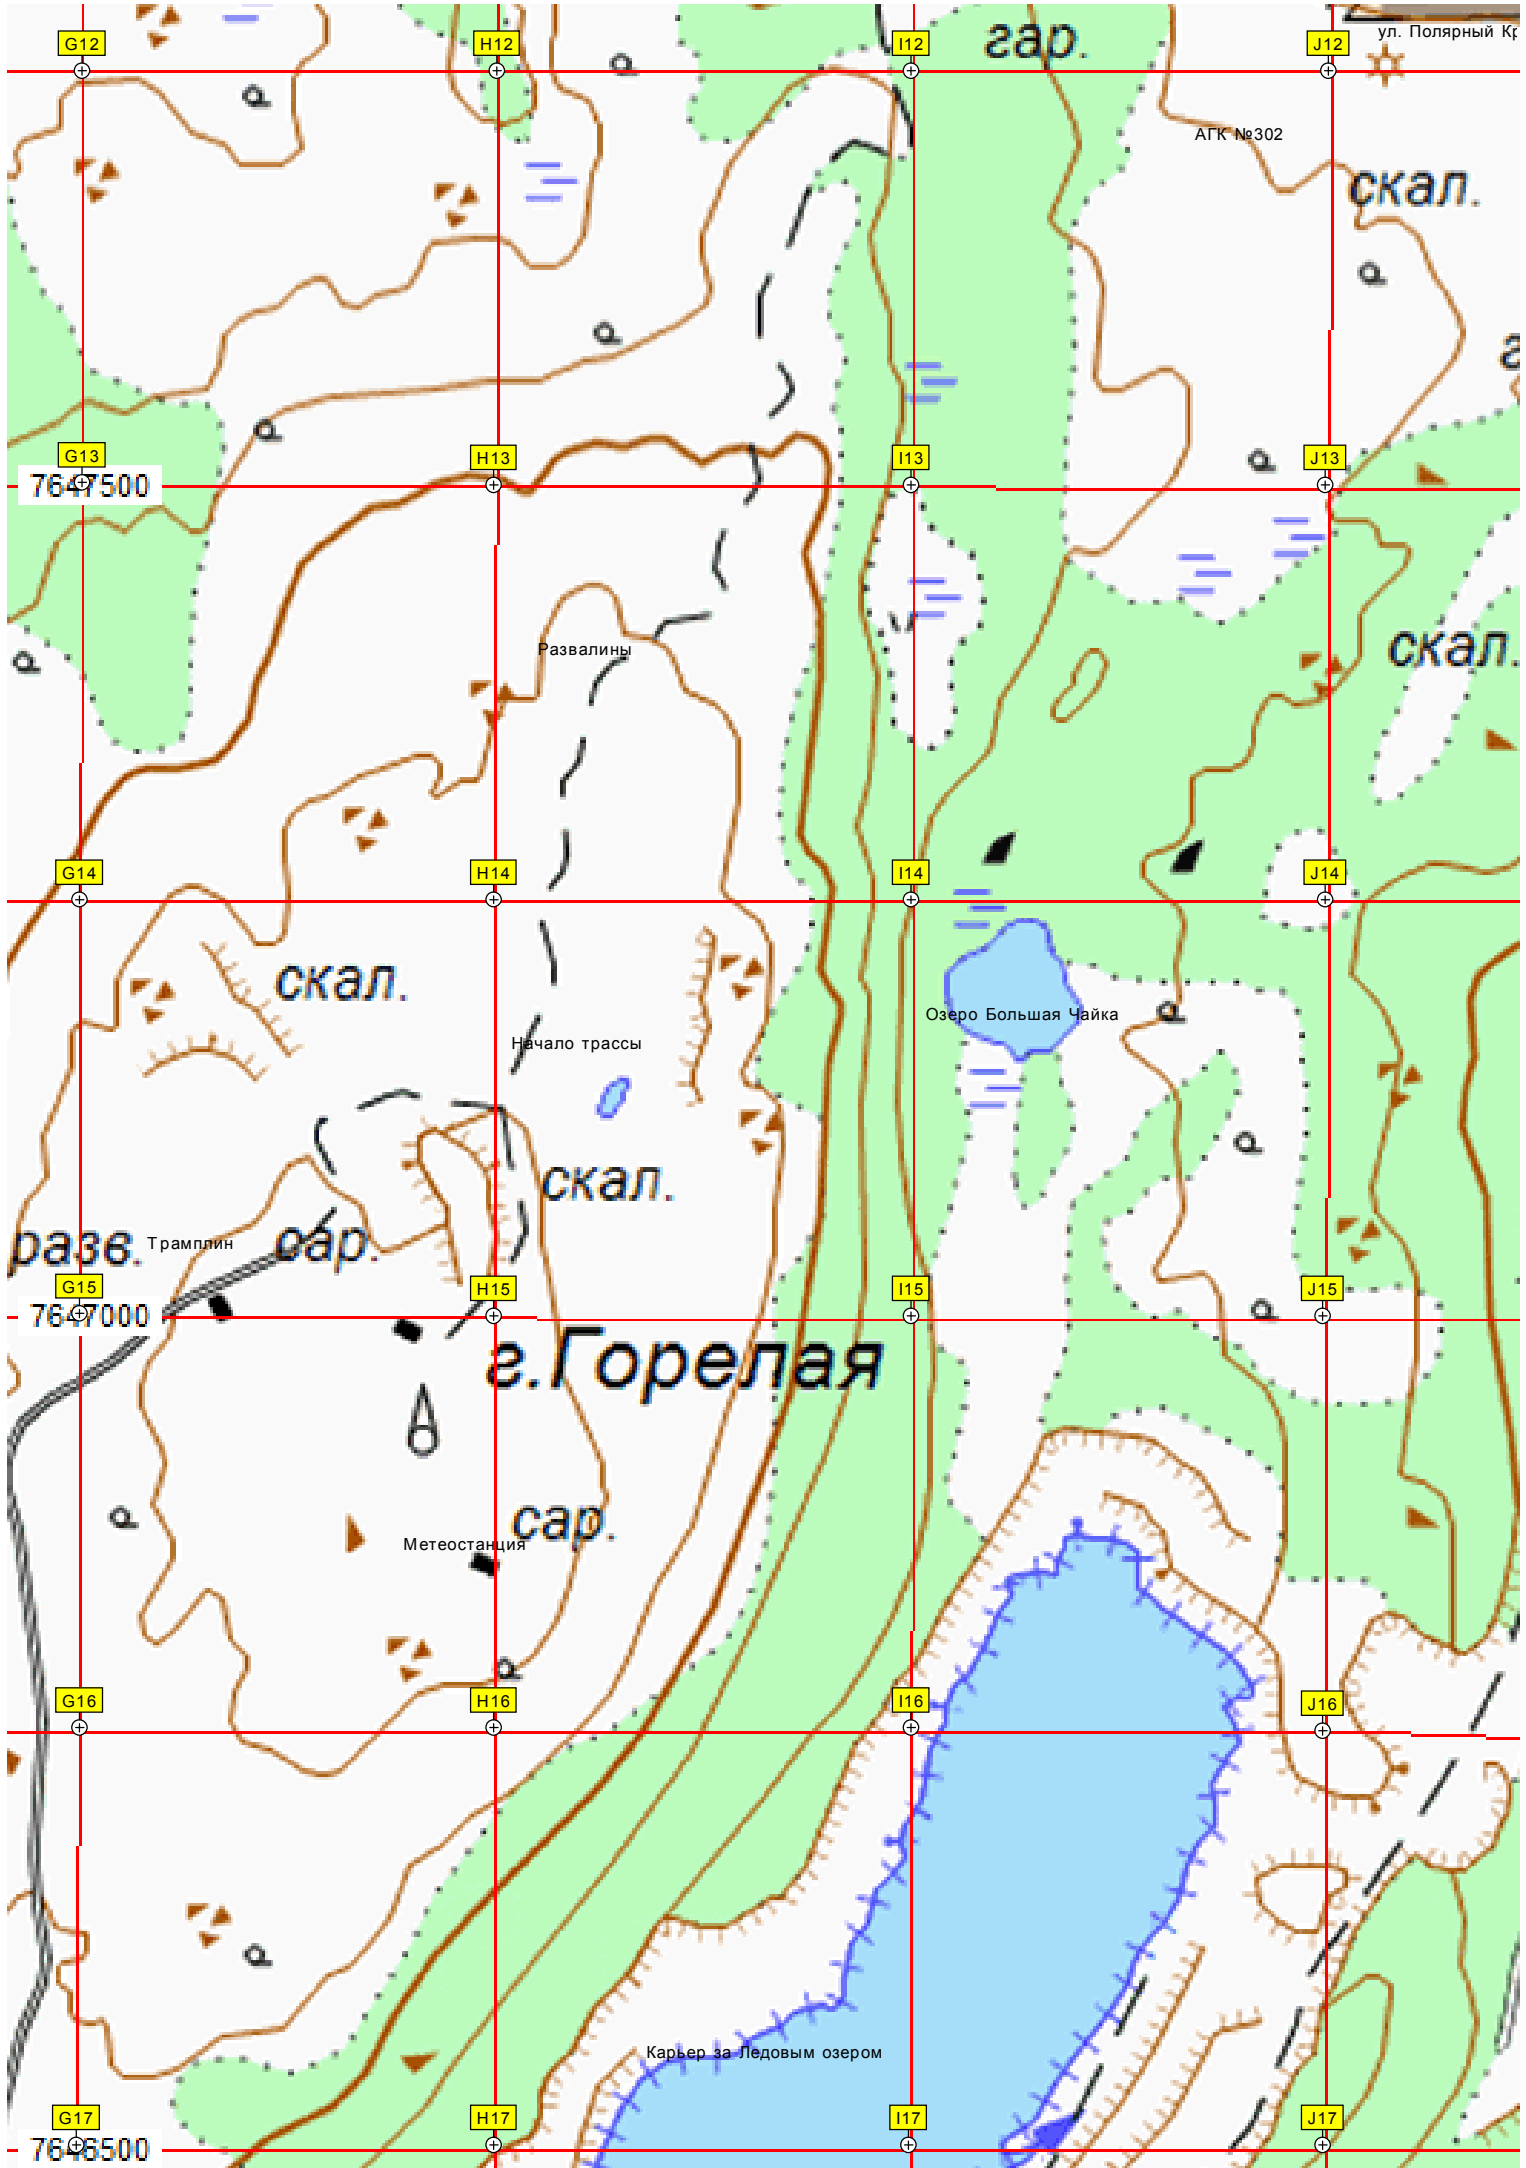 ул. Полярный Кр
G12
H12
I12
гар.
J12
АГК №302
скал.
G13
H13
I13
J13
7647500
Развалины
скал.
G14
H14
I14
J14
скал.
Озеро Большая Чайка
Начало трассы
скал.
разв.
Трамплин
сар.
G15
H15
I15
J15
7647000
г.Горелая
сар.
Метеостанция
G16
H16
I16
J16
Карьер за Ледовым озером
G17
H17
I17
J17
7646500